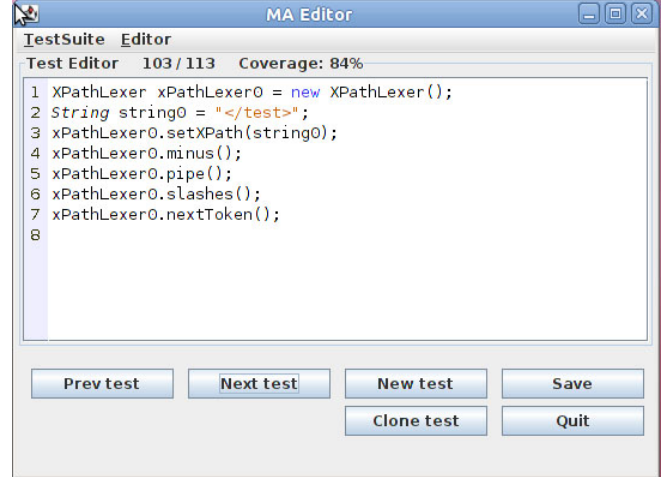 MA Editor
TestSuite Editor
Test Editor 103 / 113 Coverage: 84%
1 XPathLexer xPathLexer0 = new XPathLexer();
2 String string0 = "</test>";
3 xPathLexer0.setXPath(string0);
4 xPathLexer0.minus();
5 xPathLexer0.pipe();
6 xPathLexer0.slashes();
7 xPathLexer0.nextToken();
8
Prev test Next test New test Save
Clone test Quit